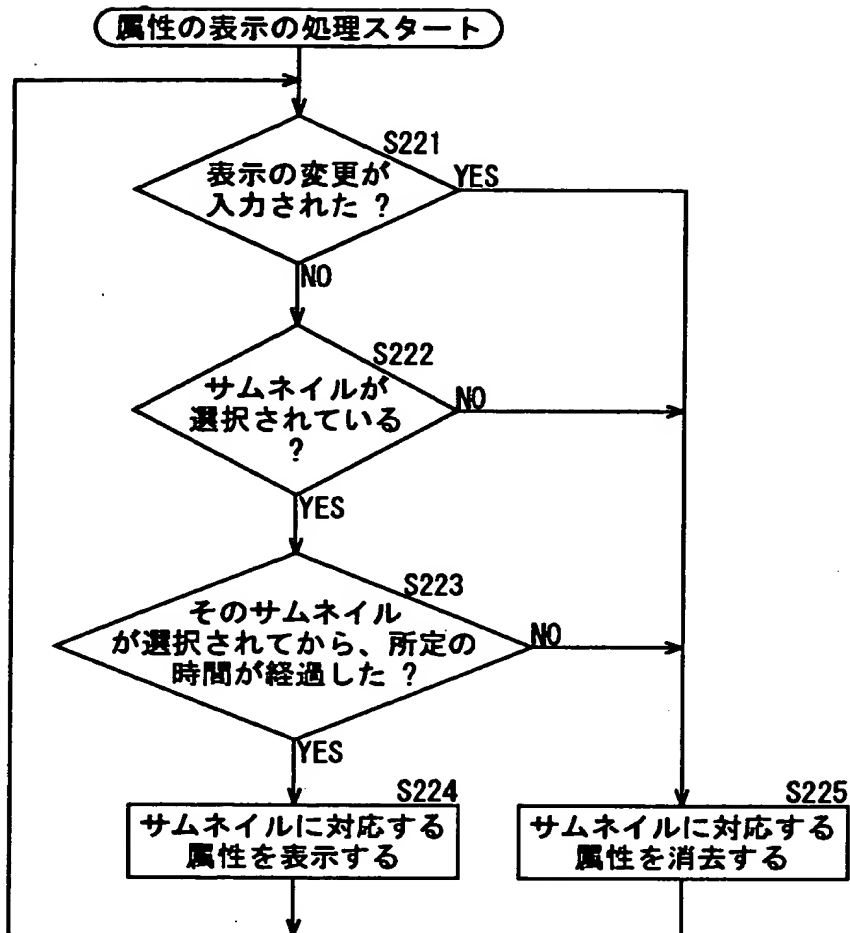 属性の表示の処理スタート
S221
表示の変更が
入力された ?
YES
NO
S222
サムネイルが
選択されている
?
NO
YES
S223
そのサムネイル
が選択されてから、所定の
時間が経過した ?
NO
YES
S224
サムネイルに対応する
属性を表示する
S225
サムネイルに対応する
属性を消去する